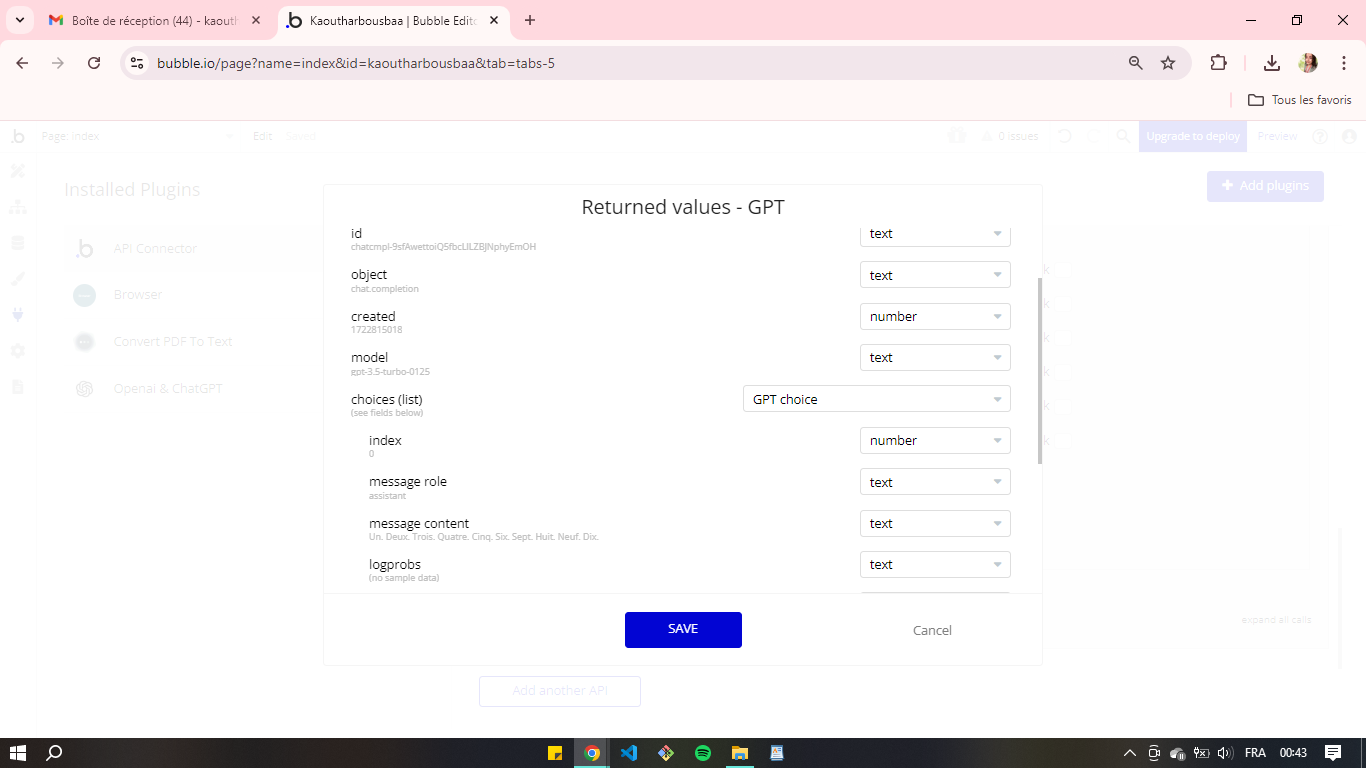 Boîte de réception (44) - kaouth
Kaoutharbousbaa | Bubble Edito
bubble.io/page?name=index&id=kaoutharbousbaa&tab=tabs-5
Tous les favoris
Page: index
Edit
Saved
0 issues
Upgrade to deploy
Preview
Installed Plugins
Add plugins
API Connector
Browser
Convert PDF To Text
Openai & ChatGPT
Returned values - GPT
id
text
object
text
chat.completion
created
number
1722815018
model
text
gpt-3.5-turbo-0125
choices (list)
GPT choice
(see fields below)
index
number
0
message role
text
assistant
message content
text
Un. Deux. Trois. Quatre. Cinq. Six. Sept. Huit. Neuf. Dix.
logprobs
text
(no sample data)
SAVE
Cancel
expand all calls
Add another API
FRA
00:43